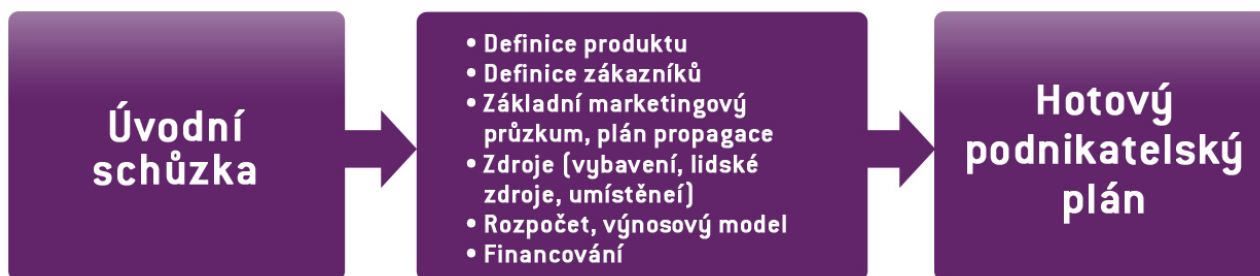 Úvodní
schůzka
• Definice produktu
• Definice zákazníků
• Základní marketingový
průzkum, plán propagace
• Zdroje (vybavení, lidské
zdroje, umístěneí)
• Rozpočet, výnosový model
• Financování
Hotový
podnikatelský
plán